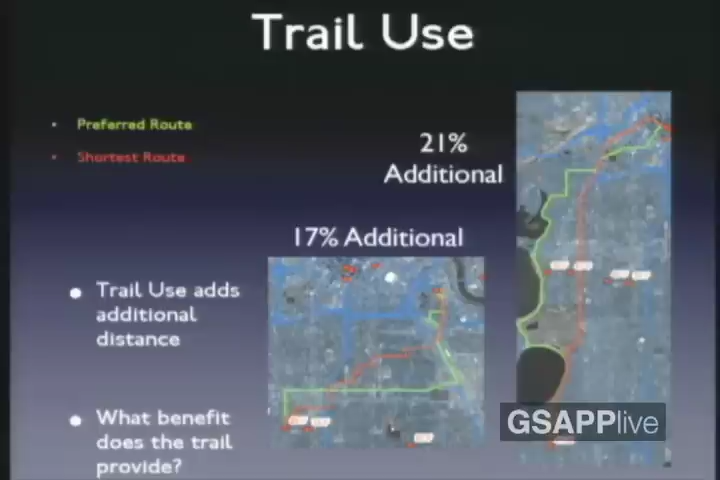 Trail Use
• Preferred Route
• Shortest Route
21%
Additional
17% Additional
• Trail Use adds
additional
distance
• What benefit
does the trail
provide?
GSAPPlive